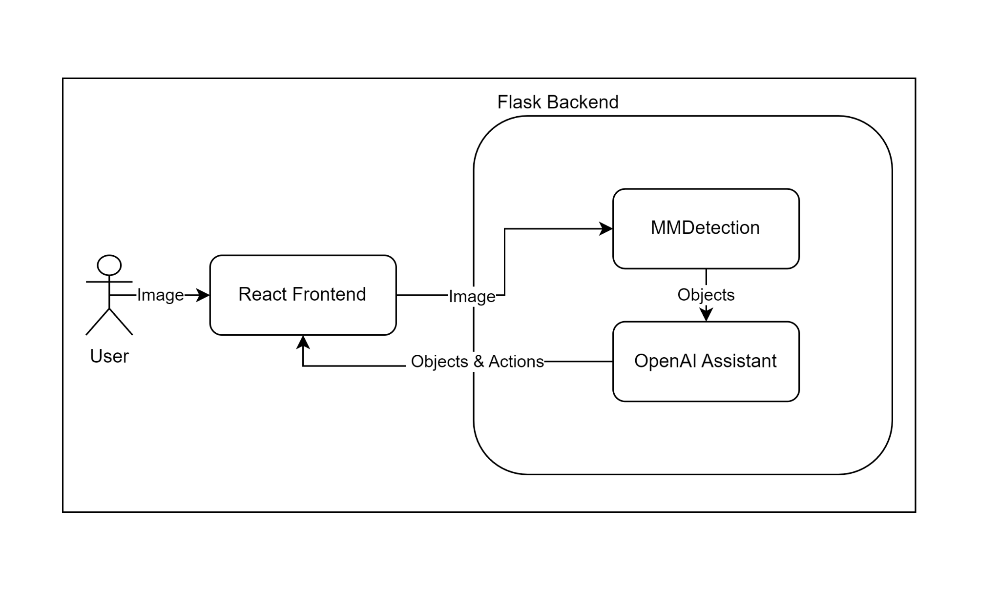 Flask Backend
MMDetection
Image
React Frontend
Image
Objects
User
Objects & Actions
OpenAI Assistant